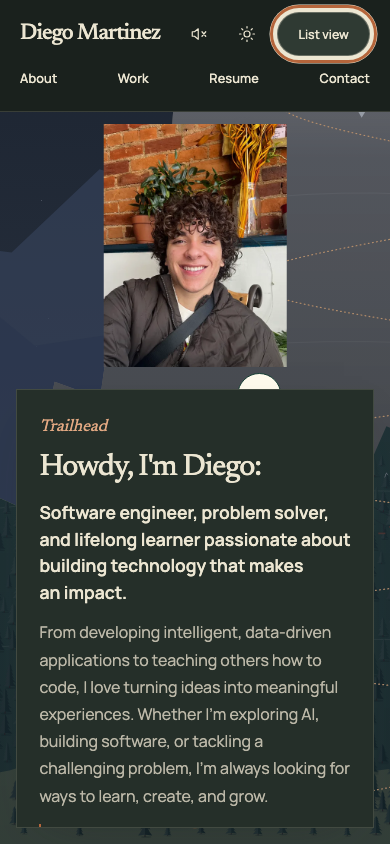 Diego Martinez
List view
About
Work
Resume
Contact
Trailhead
Howdy, I'm Diego:
Software engineer, problem solver,
and lifelong learner passionate about
building technology that makes
an impact.
From developing intelligent, data-driven
applications to teaching others how to
code, I love turning ideas into meaningful
experiences. Whether I'm exploring AI,
building software, or tackling a
challenging problem, I'm always looking for
ways to learn, create, and grow.